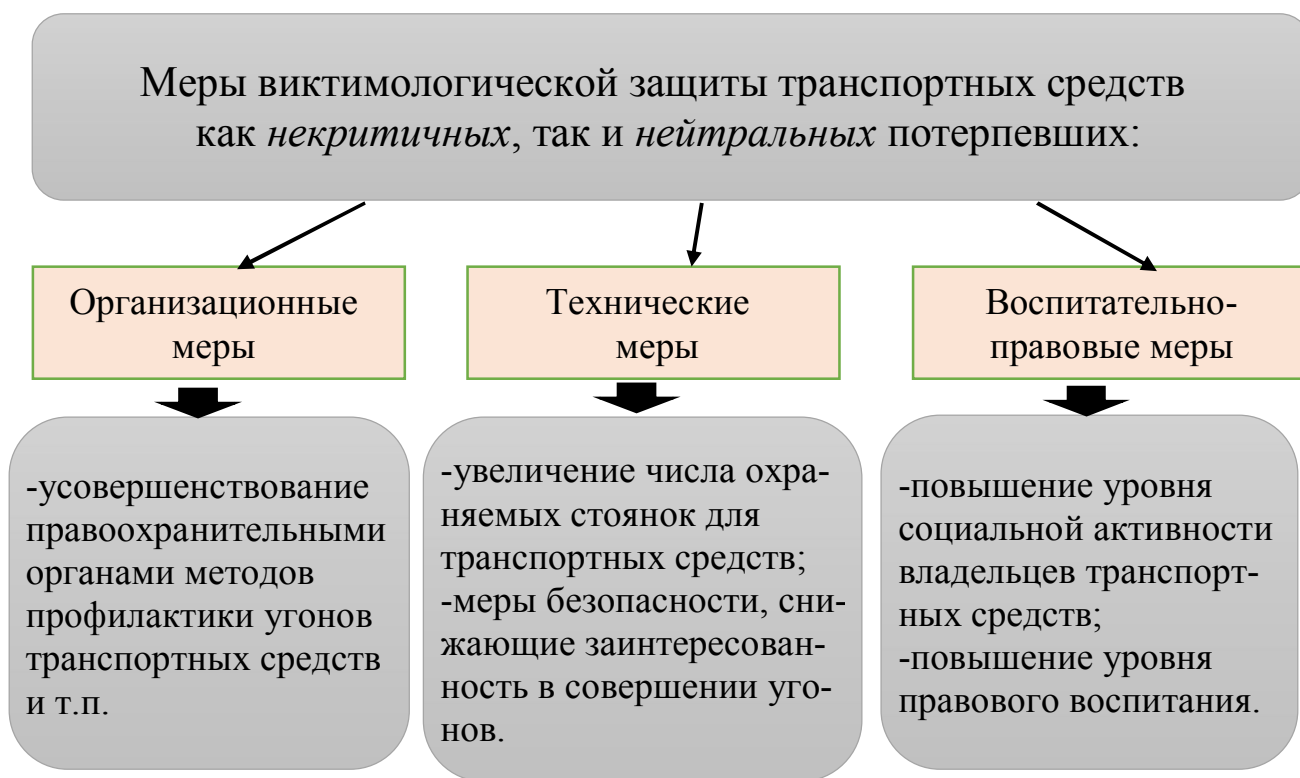 Меры виктимологической защиты транспортных средств
как некритичных, так и нейтральных потерпевших:
Организационные
меры
Технические
меры
Воспитательно-
правовые меры
-усовершенствование
правоохранительными
органами методов
профилактики угонов
транспортных средств
и т.п.
-увеличение числа охра-
няемых стоянок для
транспортных средств;
-меры безопасности, сни-
жающие заинтересован-
ность в совершении уго-
нов.
-повышение уровня
социальной активности
владельцев транспорт-
ных средств;
-повышение уровня
правового воспитания.